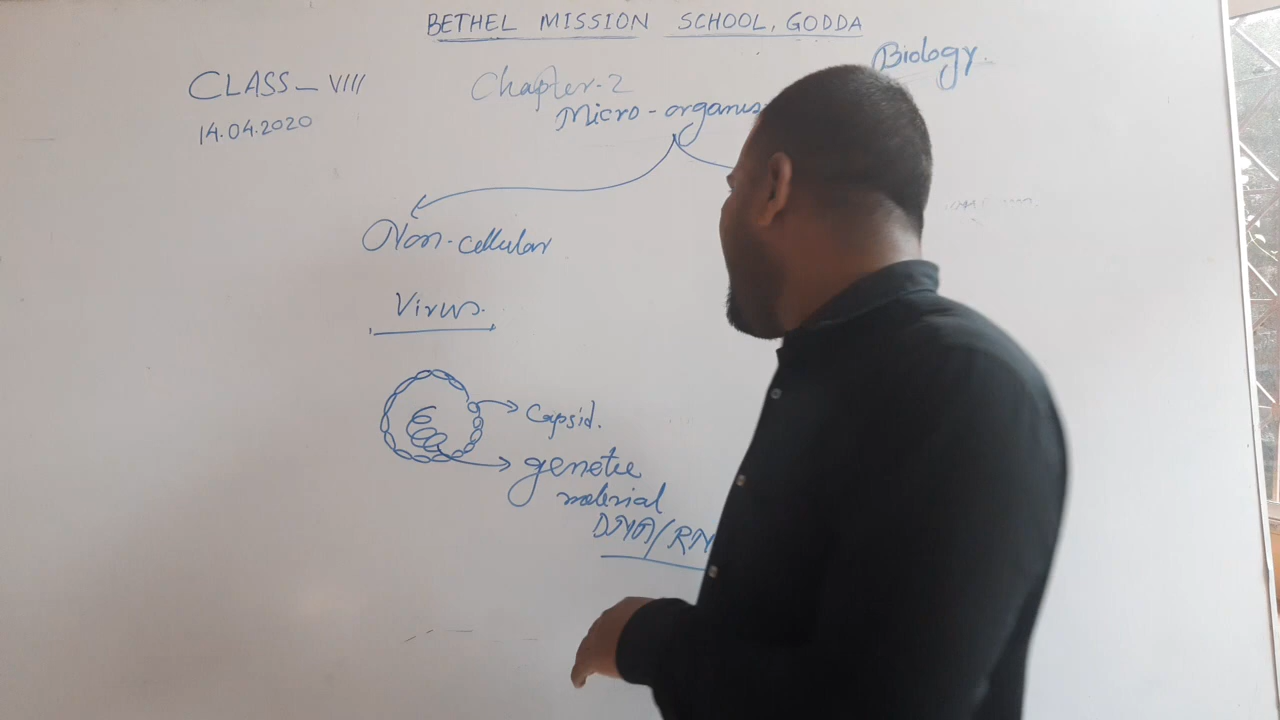 BETHEL MISSION SCHOOL, GODDA
Biology.
CLASS - VIII
Chapter-2
Micro-organis
14.04.2020
Non-cellular
Virus.
Capsid.
genetic
material
DNA/RN